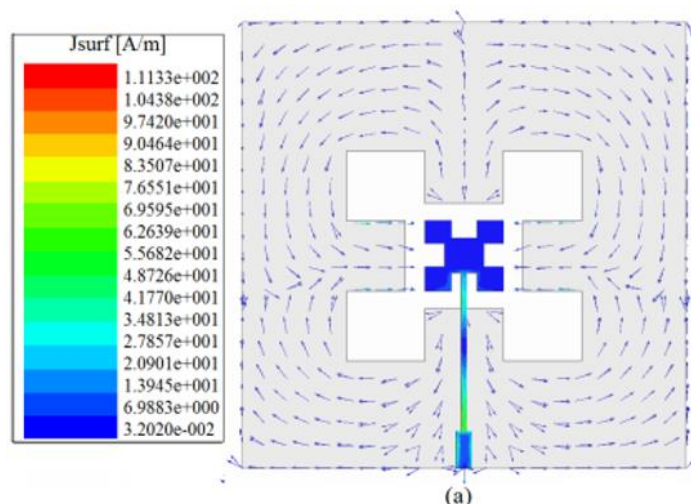 Jsurf [A/m]
1.1133e+002
1.0438e+002
9.7420e+001
9.0464e+001
8.3507e+001
7.6551e+001
6.9595e+001
6.2639e+001
5.5682e+001
4.8726e+001
4.1770e+001
3.4813e+001
2.7857e+001
2.0901e+001
1.3945e+001
6.9883e+000
3.2020e-002
(a)